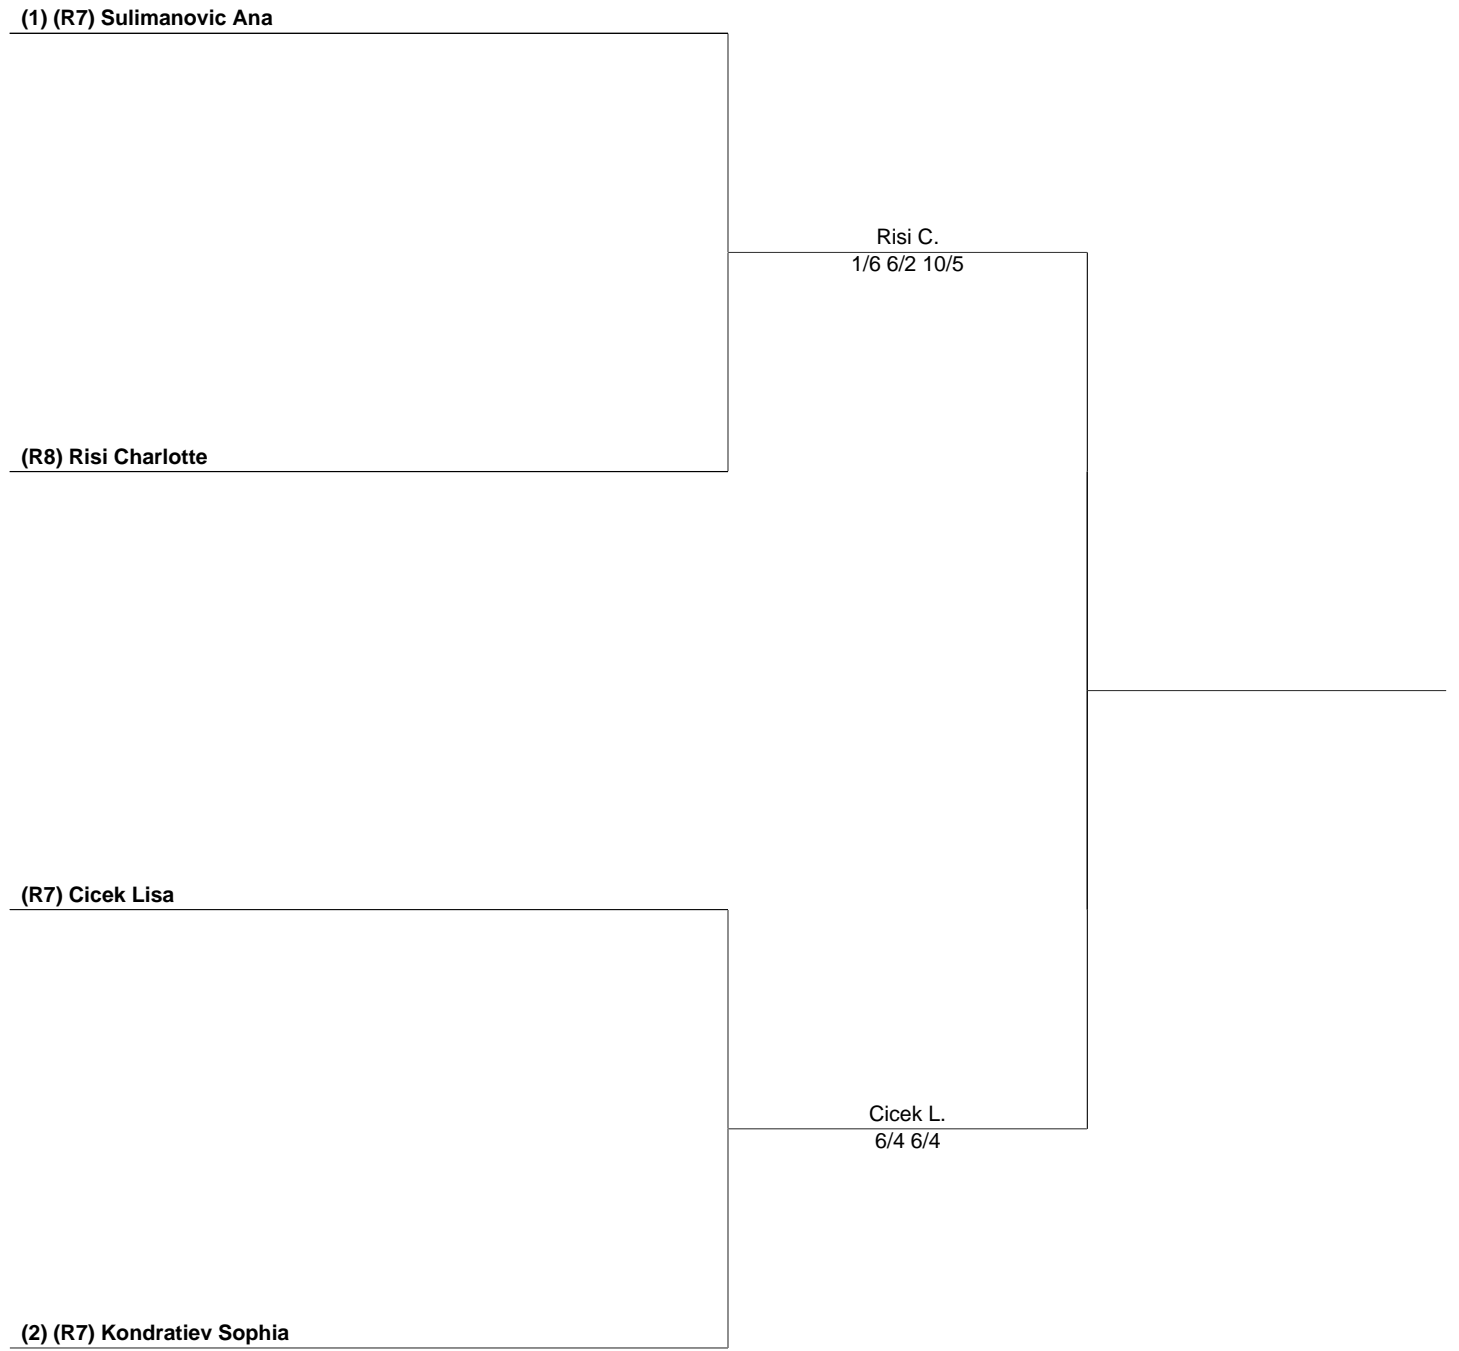 (1) (R7) Sulimanovic Ana
Risi C.
1/6 6/2 10/5
(R8) Risi Charlotte
(R7) Cicek Lisa
Cicek L.
6/4 6/4
(2) (R7) Kondratiev Sophia